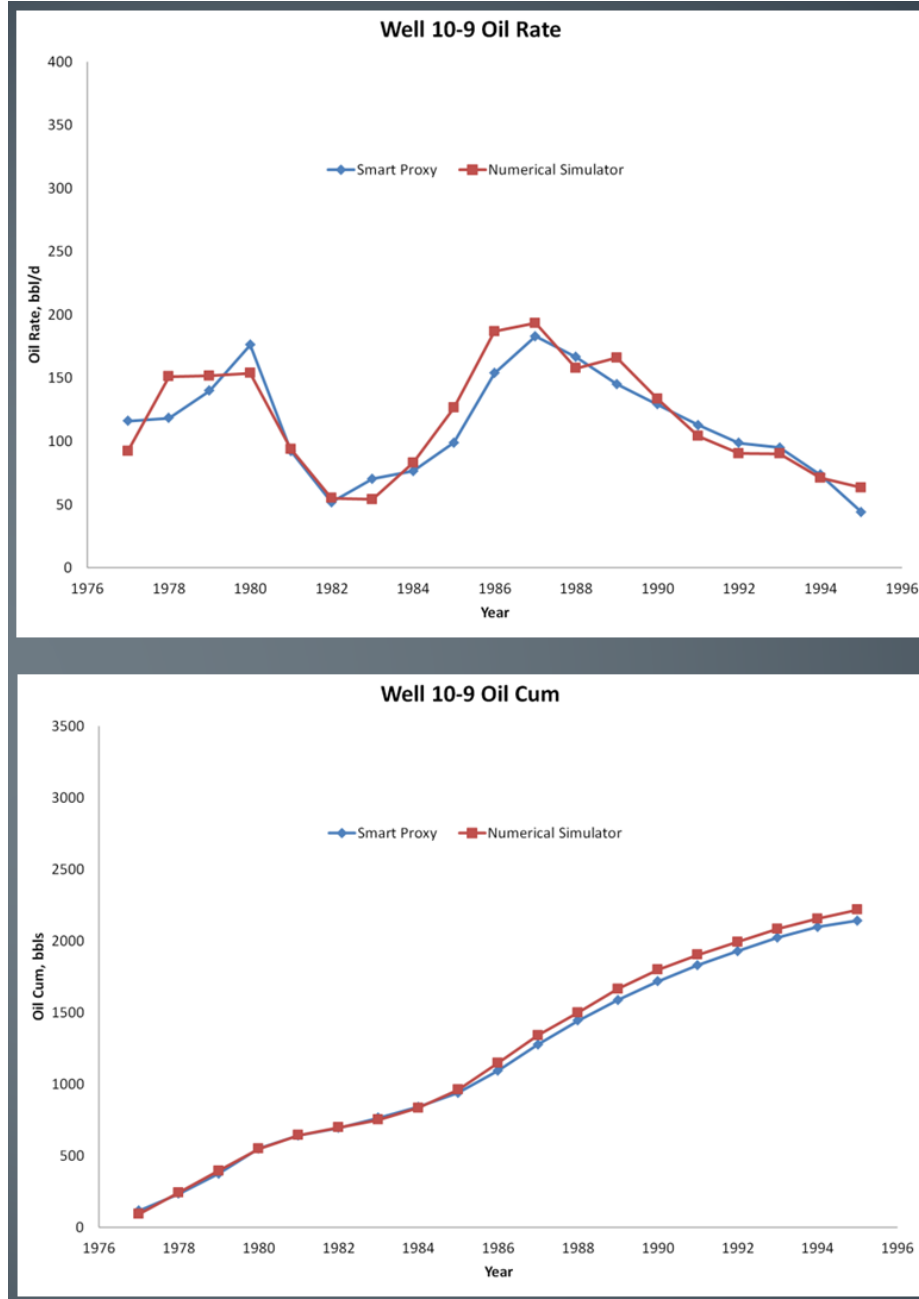 Well 10-9 Oil Rate
400
350
300
250
200
150
100
50
0
Oil Rate, bbl/d
Smart Proxy Numerical Simulator
1976 1978 1980 1982 1984 1986 1988 1990 1992 1994 1996
Year
Well 10-9 Oil Cum
3500
3000
2500
2000
1500
1000
500
0
Oil Cum, bbls
Smart Proxy Numerical Simulator
1976 1978 1980 1982 1984 1986 1988 1990 1992 1994 1996
Year